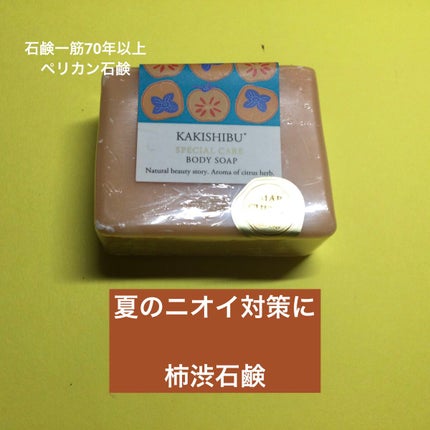 石鹸一筋70年以上
ペリカン石鹸
KAKISHIBU*
SPECIAL CARE
BODY SOAP
Natural beauty story. Aroma of citrus herb.
夏のニオイ対策に
柿渋石鹸